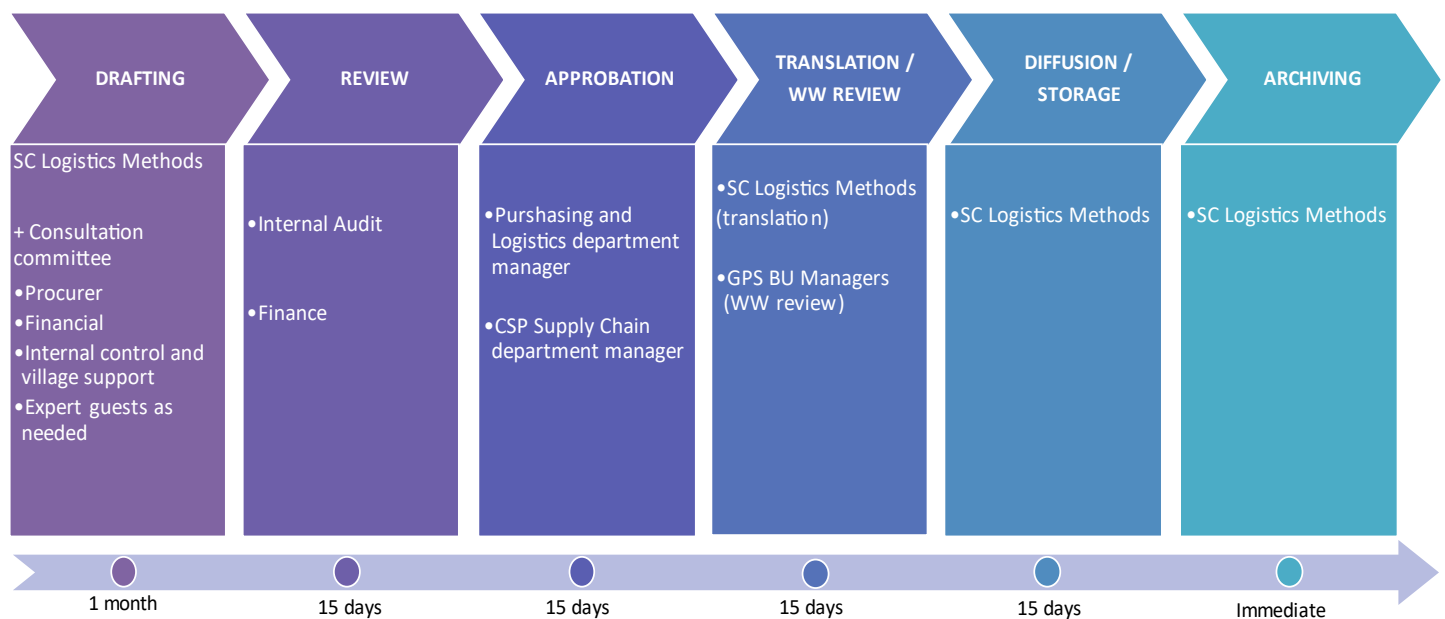 DRAFTING
SC Logistics Methods
+ Consultation
committee
•Procurer
•Financial
•Internal control and
village support
•Expert guests as
needed
1 month
REVIEW
•Internal Audit
•Finance
15 days
APPROBATION
•Purshasing and
Logistics department
manager
•CSP Supply Chain
department manager
15 days
TRANSLATION /
WW REVIEW
•SC Logistics Methods
(translation)
•GPS BU Managers
(WW review)
15 days
DIFFUSION /
STORAGE
•SC Logistics Methods
15 days
ARCHIVING
•SC Logistics Methods
Immediate